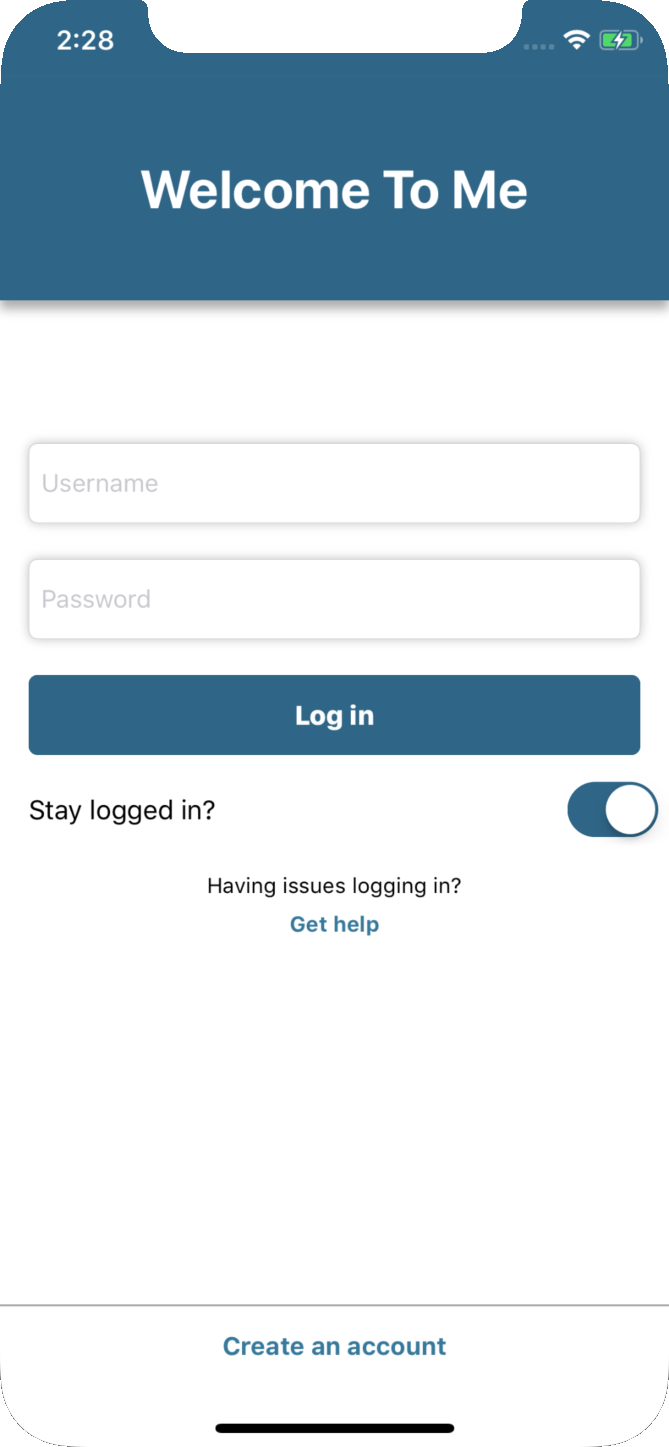 2:28
Welcome To Me
Username
Password
Log in
Stay logged in?
Having issues logging in?
Get help
Create an account